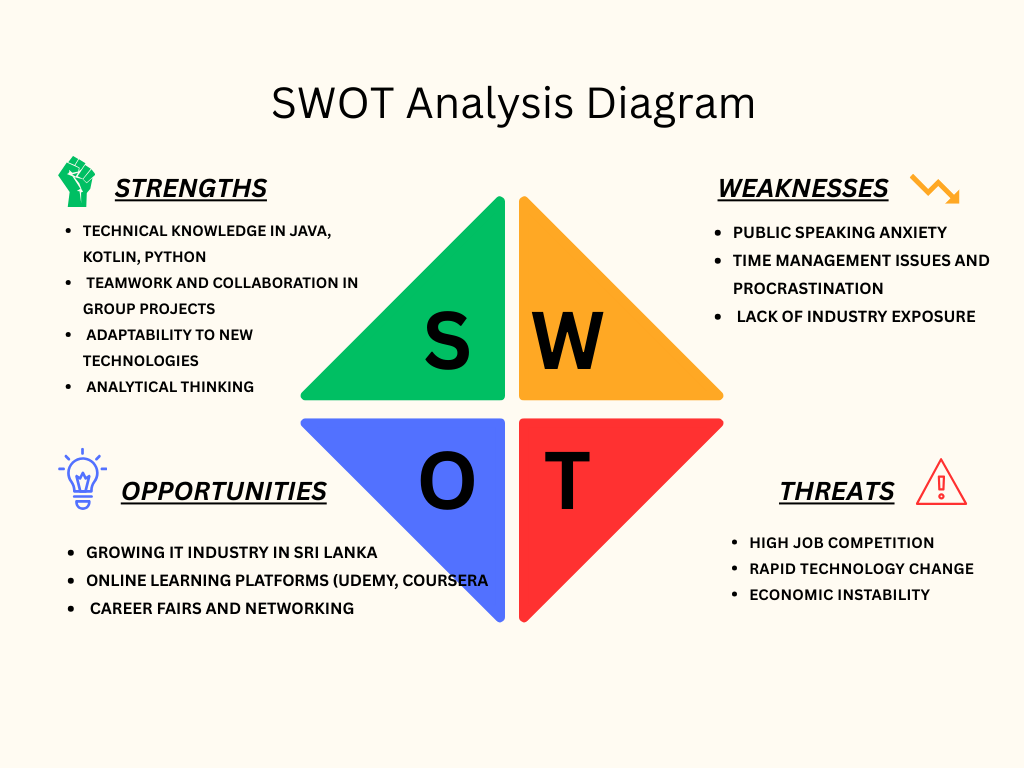 SWOT Analysis Diagram
STRENGTHS
• TECHNICAL KNOWLEDGE IN JAVA,
KOTLIN, PYTHON
• TEAMWORK AND COLLABORATION IN
GROUP PROJECTS
• ADAPTABILITY TO NEW
TECHNOLOGIES
• ANALYTICAL THINKING
WEAKNESSES
• PUBLIC SPEAKING ANXIETY
• TIME MANAGEMENT ISSUES AND
PROCRASTINATION
• LACK OF INDUSTRY EXPOSURE
S
W
O
T
OPPORTUNITIES
• GROWING IT INDUSTRY IN SRI LANKA
• ONLINE LEARNING PLATFORMS (UDEMY, COURSERA
• CAREER FAIRS AND NETWORKING
THREATS
• HIGH JOB COMPETITION
• RAPID TECHNOLOGY CHANGE
• ECONOMIC INSTABILITY